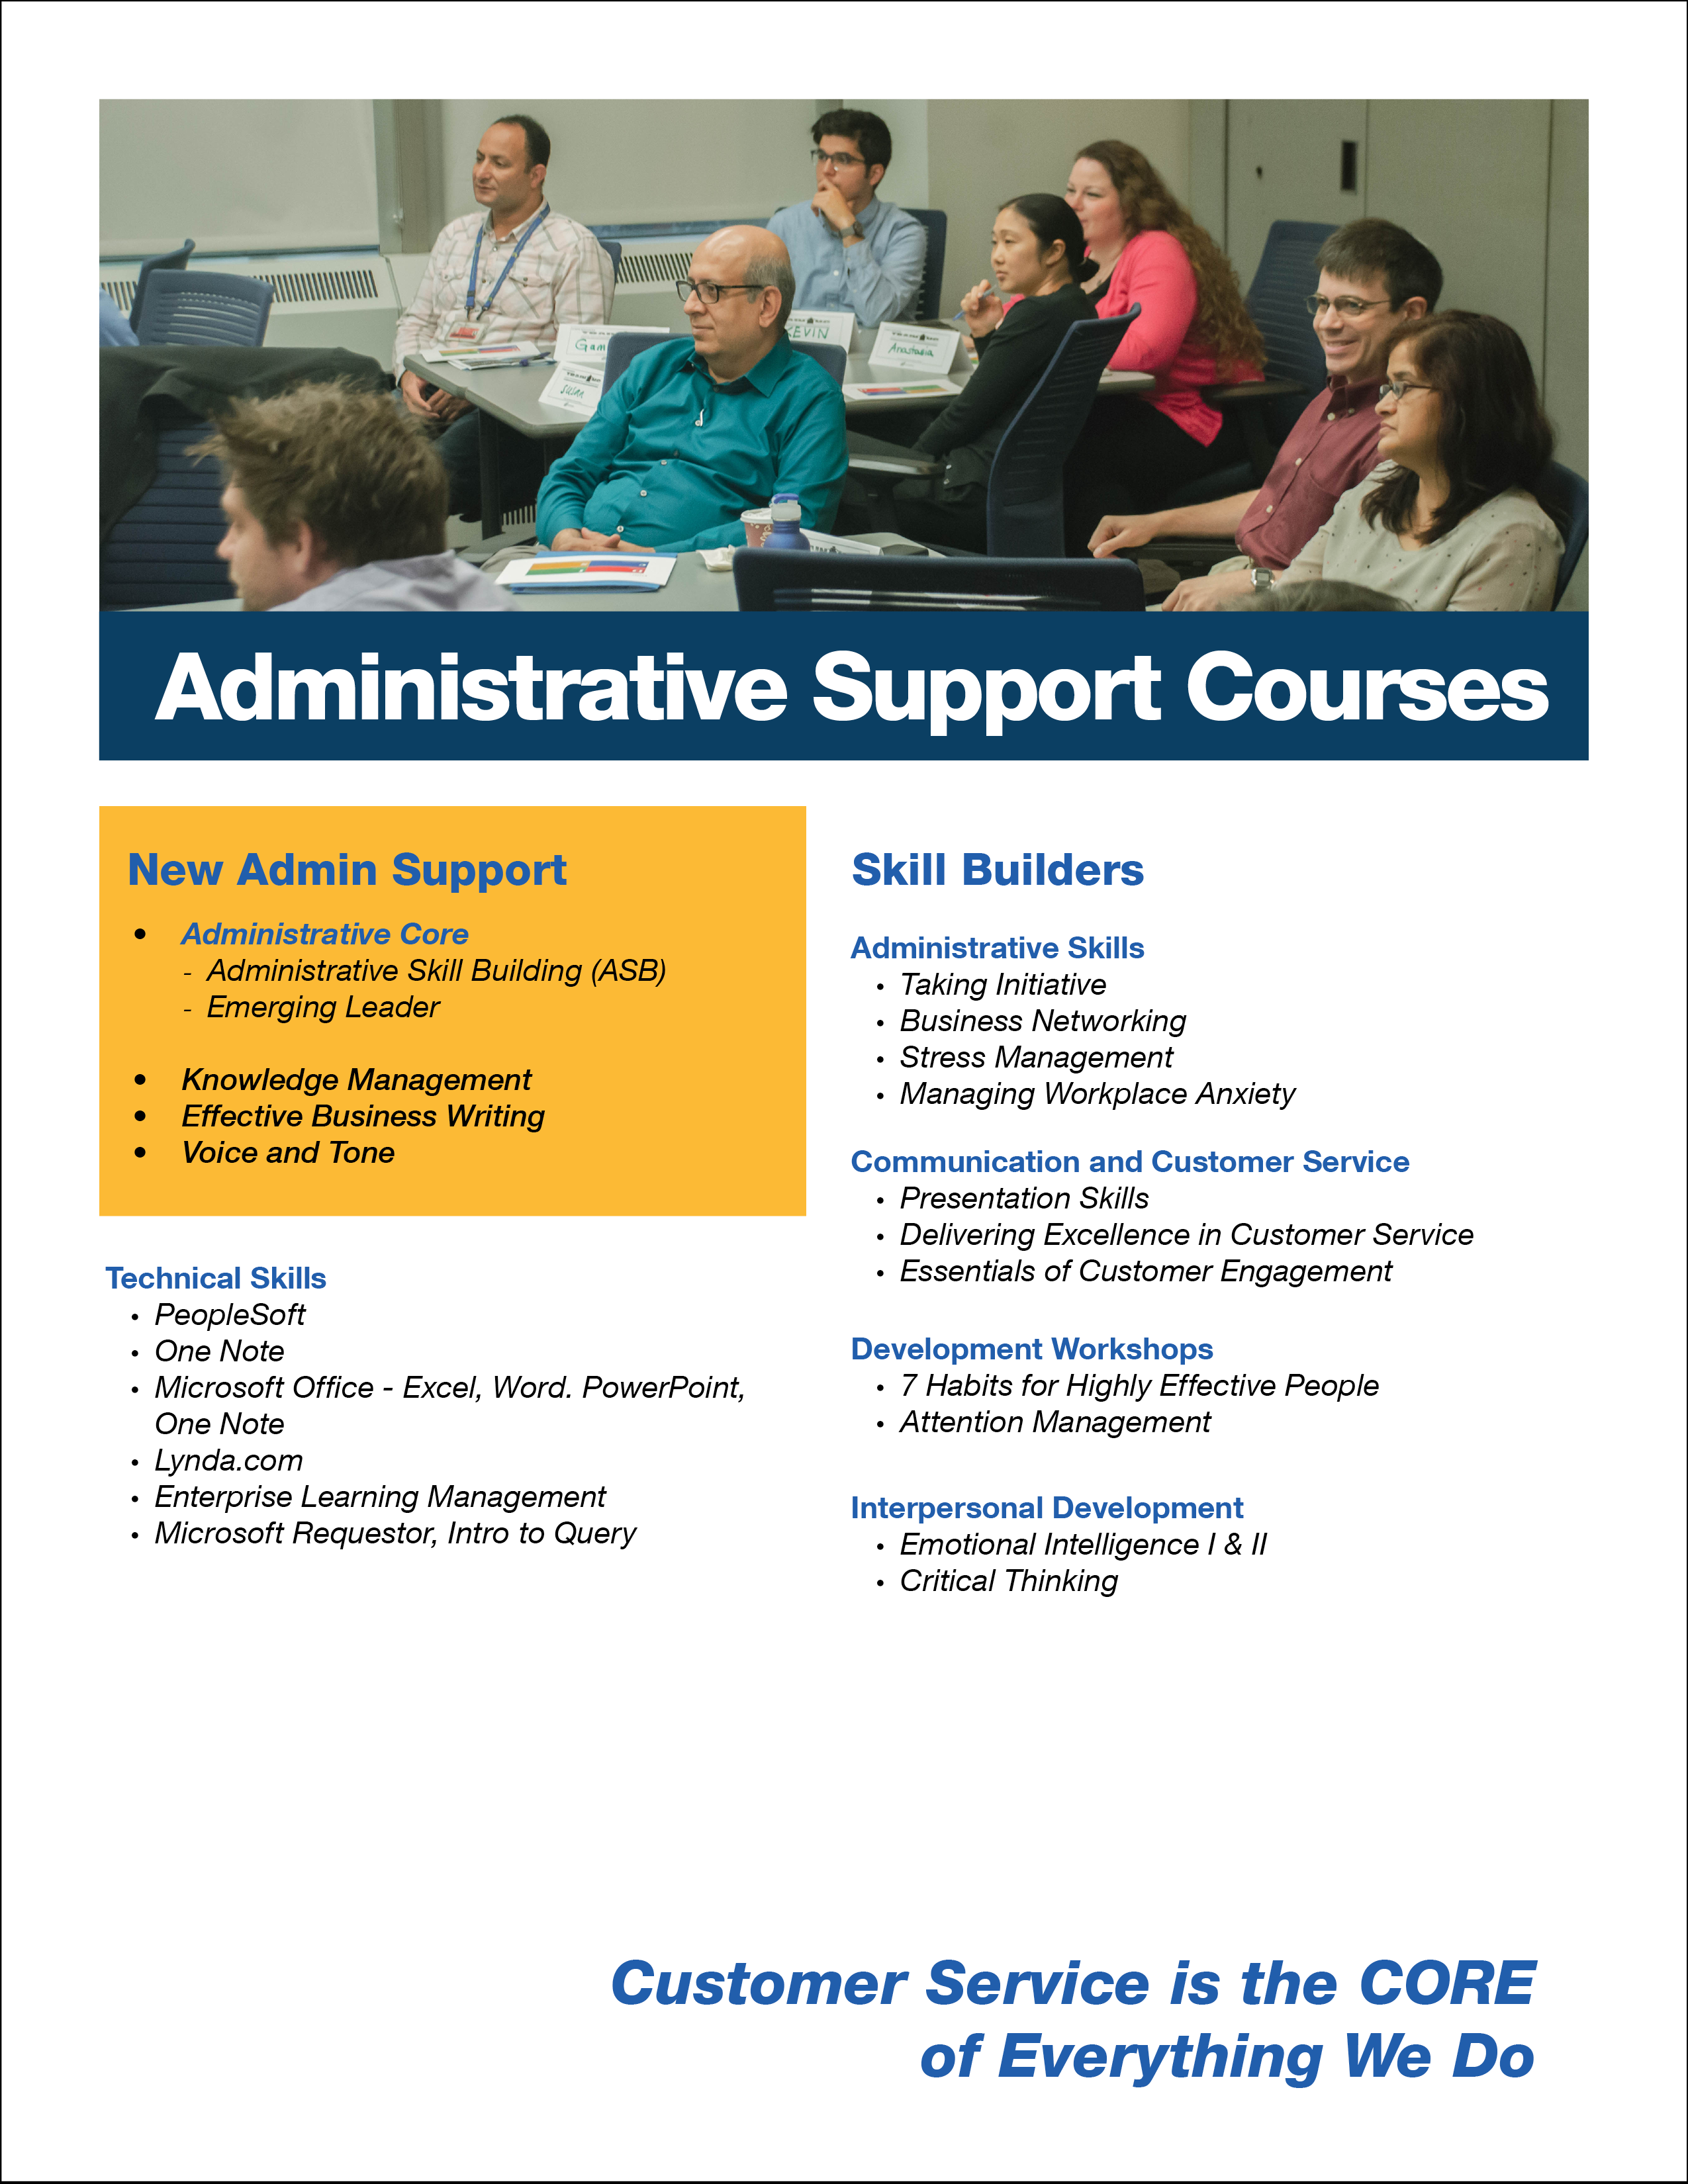 Gam
KEVIN
Anastasia
Susan
Administrative Support Courses
New Admin Support
• Administrative Core
- Administrative Skill Building (ASB)
- Emerging Leader
• Knowledge Management
• Effective Business Writing
• Voice and Tone
Technical Skills
• PeopleSoft
• One Note
• Microsoft Office - Excel, Word. PowerPoint,
One Note
• Lynda.com
• Enterprise Learning Management
• Microsoft Requestor, Intro to Query
Skill Builders
Administrative Skills
• Taking Initiative
• Business Networking
• Stress Management
• Managing Workplace Anxiety
Communication and Customer Service
• Presentation Skills
• Delivering Excellence in Customer Service
• Essentials of Customer Engagement
Development Workshops
• 7 Habits for Highly Effective People
• Attention Management
Interpersonal Development
• Emotional Intelligence I & II
• Critical Thinking
Customer Service is the CORE
of Everything We Do